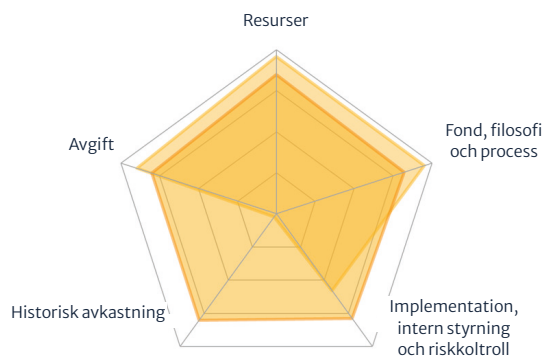 Resurser
Avgift
Fond, filosofi
och process
Historisk avkastning
Implementation,
intern styrning
och riskkoltroll